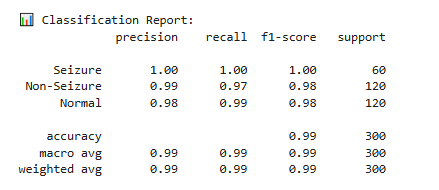 📊 Classification Report:
precision recall f1-score support
Seizure 1.00 1.00 1.00 60
Non-Seizure 0.99 0.97 0.98 120
Normal 0.98 0.99 0.98 120
accuracy 0.99 300
macro avg 0.99 0.99 0.99 300
weighted avg 0.99 0.99 0.99 300